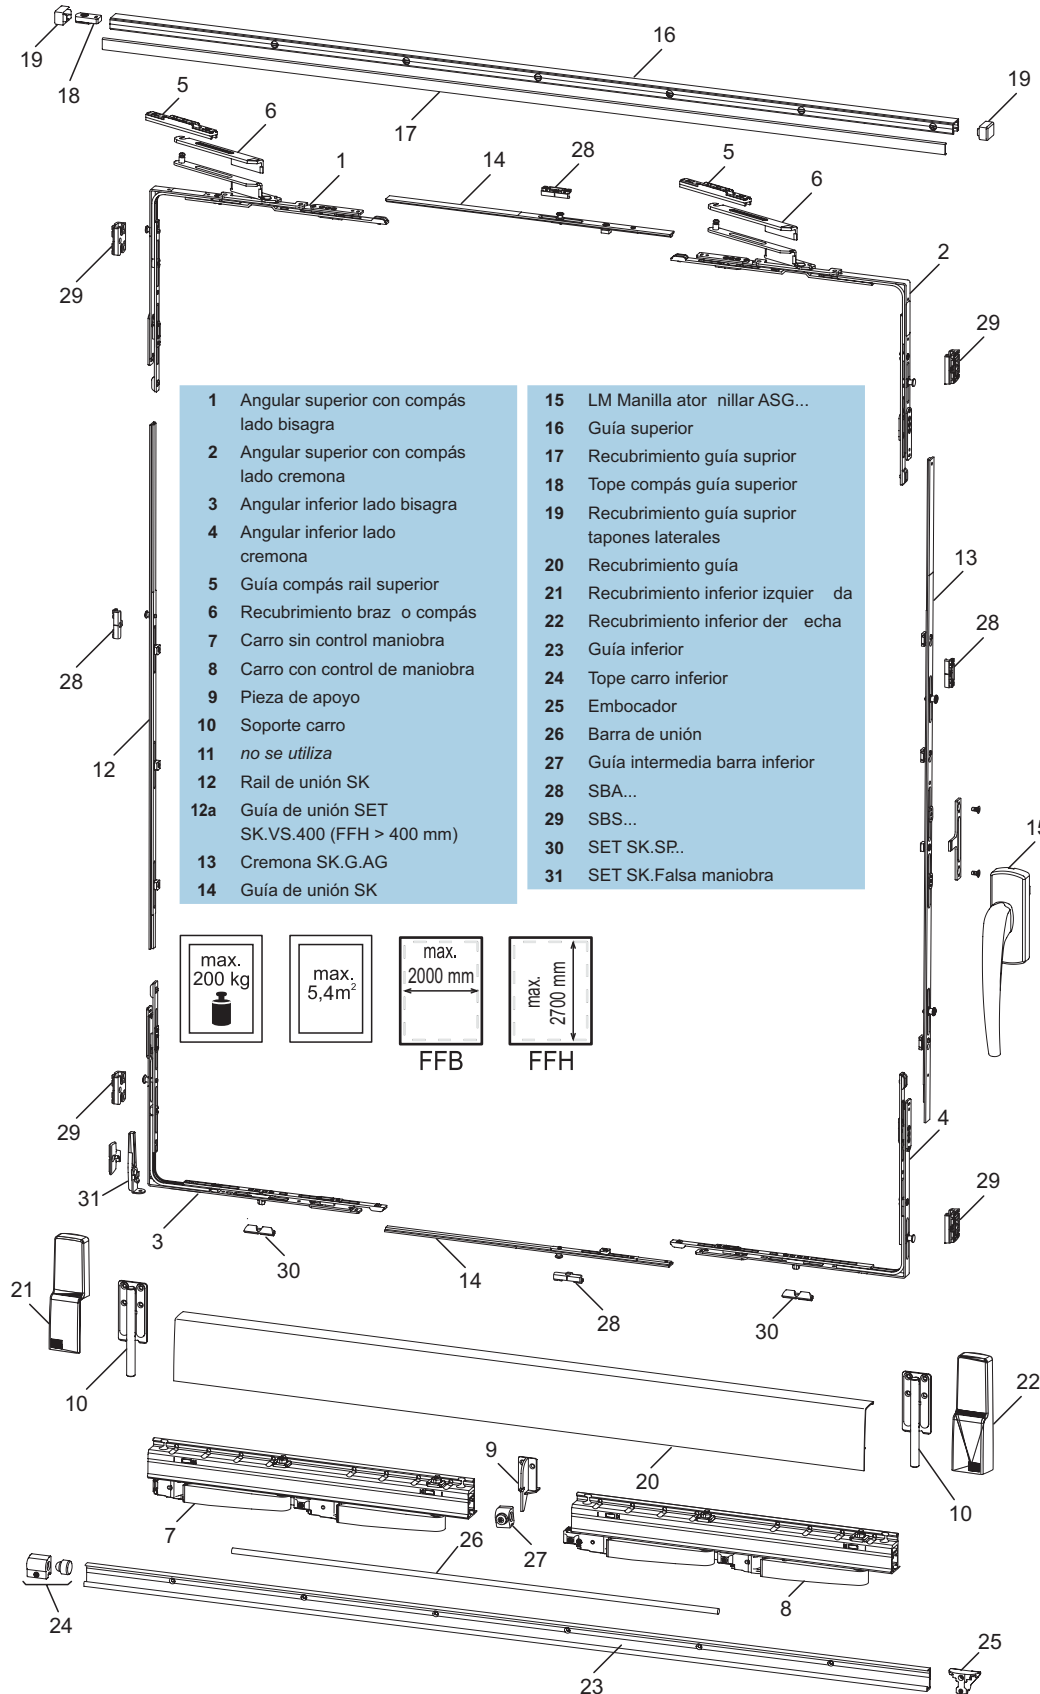 19
18
16
19
17
5
6
1
14
28
5
6
2
29
29
1 Angular superior con compás
lado bisagra
2 Angular superior con compás
lado cremona
3 Angular inferior lado bisagra
4 Angular inferior lado
cremona
5 Guía compás rail superior
6 Recubrimiento braz o compás
7 Carro sin control maniobra
8 Carro con control de maniobra
9 Pieza de apoyo
10 Soporte carro
11 no se utiliza
12 Rail de unión SK
12a Guía de unión SET
SK.VS.400 (FFH > 400 mm)
13 Cremona SK.G.AG
14 Guía de unión SK
15 LM Manilla ator nillar ASG...
16 Guía superior
17 Recubrimiento guía suprior
18 Tope compás guía superior
19 Recubrimiento guía suprior
tapones laterales
20 Recubrimiento guía
21 Recubrimiento inferior izquier da
22 Recubrimiento inferior der echa
23 Guía inferior
24 Tope carro inferior
25 Embocador
26 Barra de unión
27 Guía intermedia barra inferior
28 SBA...
29 SBS...
30 SET SK.SP..
31 SET SK.Falsa maniobra
13
28
28
12
15
max.
200 kg
max.
5,4m²
max.
2000 mm
FFB
max.
2700 mm
FFH
29
31
3
30
14
28
30
4
29
21
10
20
10
22
9
7
26
27
8
24
23
25